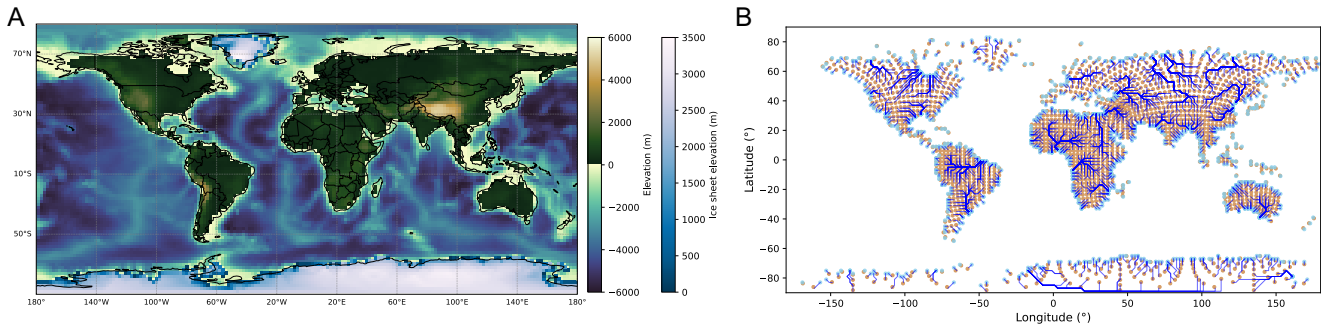 A
70°N
30°N
10°S
50°S
180° 140°W 100°W 60°W 20°W 20°E 60°E 100°E 140°E 180°
6000
4000
2000
0
−2000
−4000
−6000
Elevation (m)
3500
3000
2500
2000
1500
1000
500
0
Ice sheet elevation (m)
B
80
60
40
20
0
−20
−40
−60
−80
Latitude (°)
−150 −100 −50 0 50 100 150
Longitude (°)